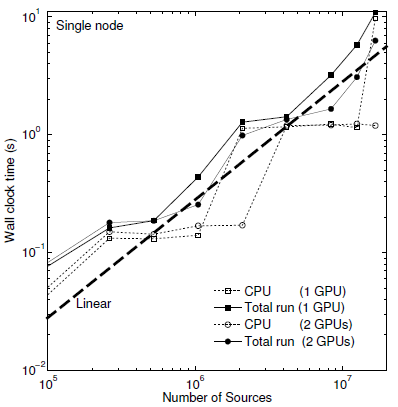 Single node
10^1
10^0
10^-1
10^-2
Wall clock time (s)
Linear
CPU (1 GPU)
Total run (1 GPU)
CPU (2 GPUs)
Total run (2 GPUs)
10^5
10^6
10^7
Number of Sources